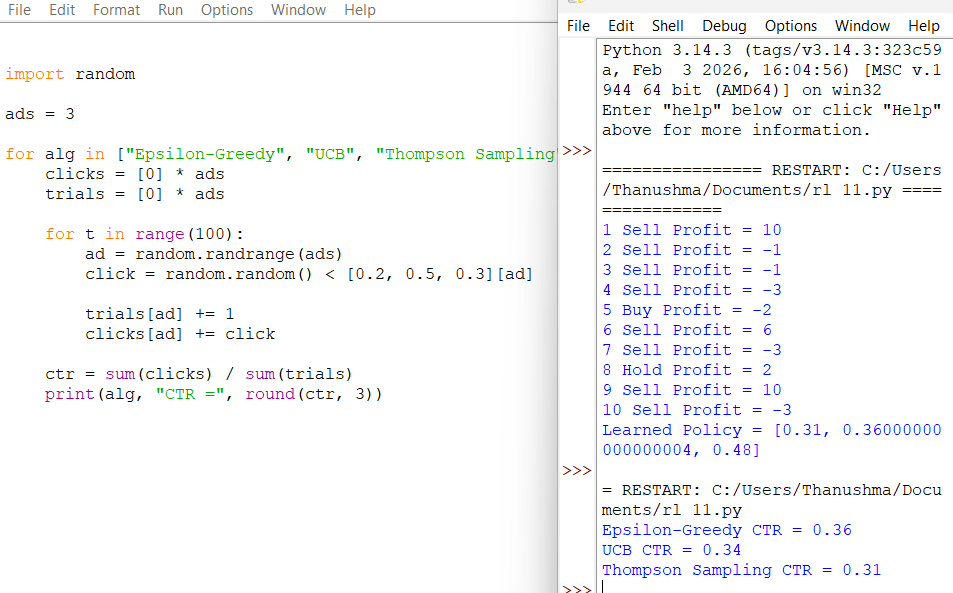 File Edit Format Run Options Window Help
import random
ads = 3
for alg in ["Epsilon-Greedy", "UCB", "Thompson Sampling"
    clicks = [0] * ads
    trials = [0] * ads
    for t in range(100):
        ad = random.randrange(ads)
        click = random.random() < [0.2, 0.5, 0.3][ad]
        trials[ad] += 1
        clicks[ad] += click
    ctr = sum(clicks) / sum(trials)
    print(alg, "CTR =", round(ctr, 3))
File Edit Shell Debug Options Window Help
Python 3.14.3 (tags/v3.14.3:323c59
a, Feb  3 2026, 16:04:56) [MSC v.1
944 64 bit (AMD64)] on win32
Enter "help" below or click "Help"
above for more information.
>>>
================ RESTART: C:/Users
/Thanushma/Documents/rl 11.py ====
============
1 Sell Profit = 10
2 Sell Profit = -1
3 Sell Profit = -1
4 Sell Profit = -3
5 Buy Profit = -2
6 Sell Profit = 6
7 Sell Profit = -3
8 Hold Profit = 2
9 Sell Profit = 10
10 Sell Profit = -3
Learned Policy = [0.31, 0.36000000
000000004, 0.48]
>>>
= RESTART: C:/Users/Thanushma/Docu
ments/rl 11.py
Epsilon-Greedy CTR = 0.36
UCB CTR = 0.34
Thompson Sampling CTR = 0.31
>>>